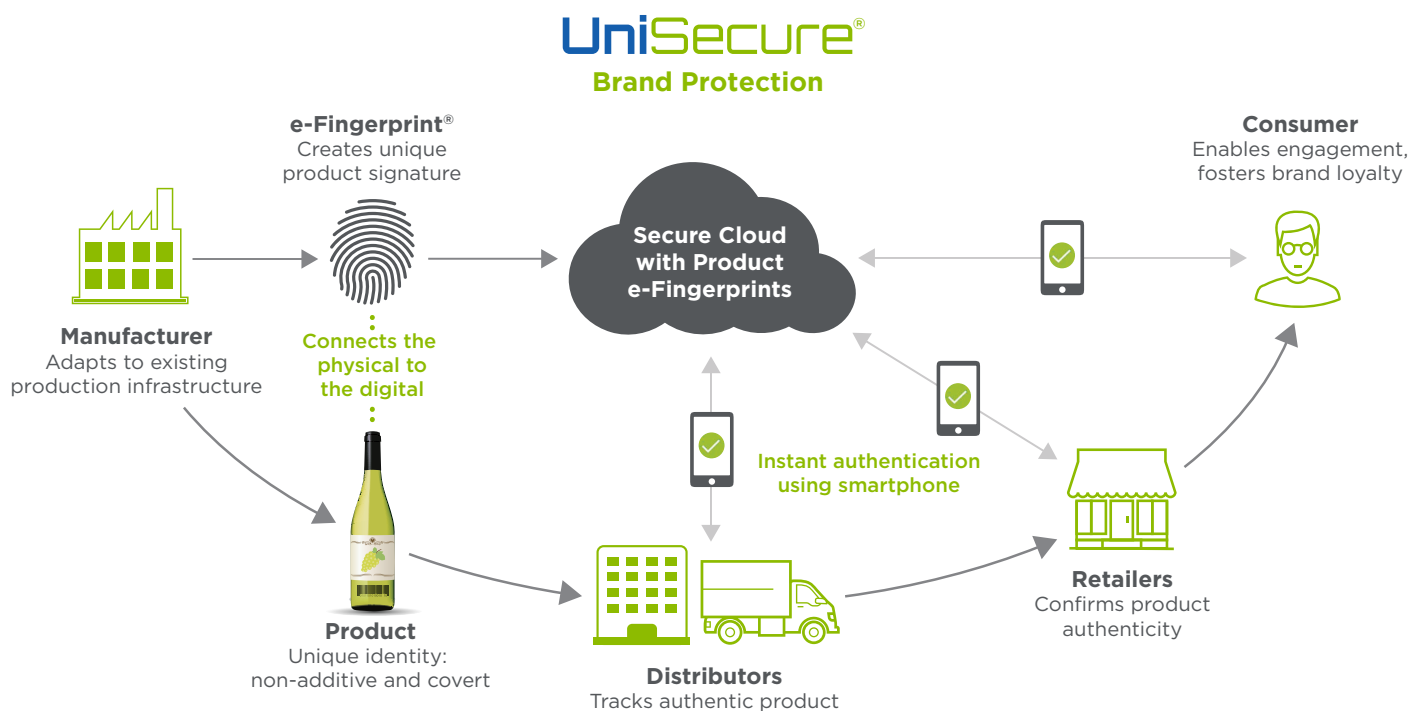 UniSecure®
Brand Protection
e-Fingerprint®
Creates unique
product signature
Consumer
Enables engagement,
fosters brand loyalty
Secure Cloud
with Product
e-Fingerprints
Manufacturer
Adapts to existing
production infrastructure
Connects the
physical to
the digital
Instant authentication
using smartphone
Product
Unique identity:
non-additive and covert
Distributors
Tracks authentic product
Retailers
Confirms product
authenticity